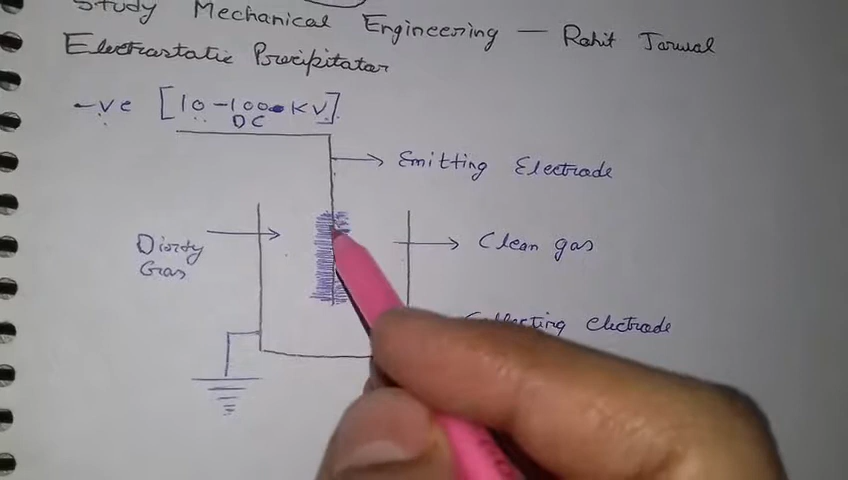 Study Mechanical Engineering — Rohit Jarwal
Electrostatic Precipitator
-ve [10-100 KV]
DC
Emitting Electrode
Dirty
Gas
Clean gas
Collecting electrode